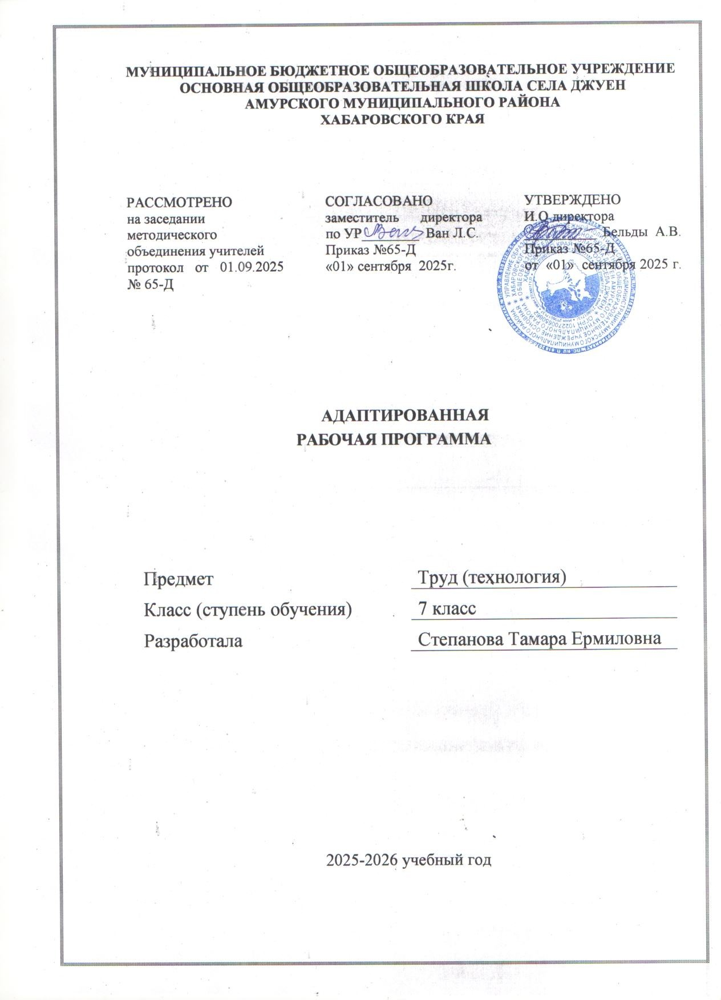 МУНИЦИПАЛЬНОЕ БЮДЖЕТНОЕ ОБЩЕОБРАЗОВАТЕЛЬНОЕ УЧРЕЖДЕНИЕ
ОСНОВНАЯ ОБЩЕОБРАЗОВАТЕЛЬНАЯ ШКОЛА СЕЛА ДЖУЕН
АМУРСКОГО МУНИЦИПАЛЬНОГО РАЙОНА
ХАБАРОВСКОГО КРАЯ
РАССМОТРЕНО
на заседании
методического
объединения учителей
протокол от 01.09.2025
№ 65-Д
СОГЛАСОВАНО
заместитель директора
по УР Ван Л.С.
Приказ №65-Д
«01» сентября 2025г.
УТВЕРЖДЕНО
И.О директора
Бельды А.В.
Приказ №65-Д
от «01» сентября 2025 г.
АДАПТИРОВАННАЯ
РАБОЧАЯ ПРОГРАММА
Предмет Труд (технология)
Класс (ступень обучения) 7 класс
Разработала Степанова Тамара Ермиловна
2025-2026 учебный год